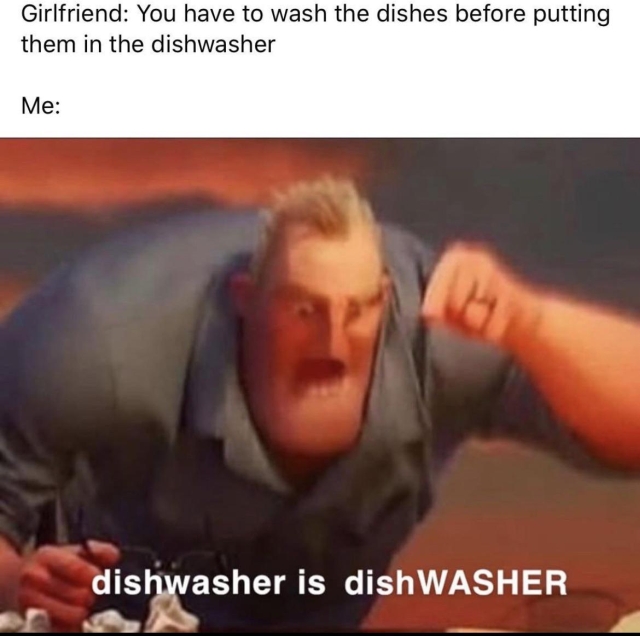 Girlfriend: You have to wash the dishes before putting
them in the dishwasher
Me:
dishwasher is dishWASHER